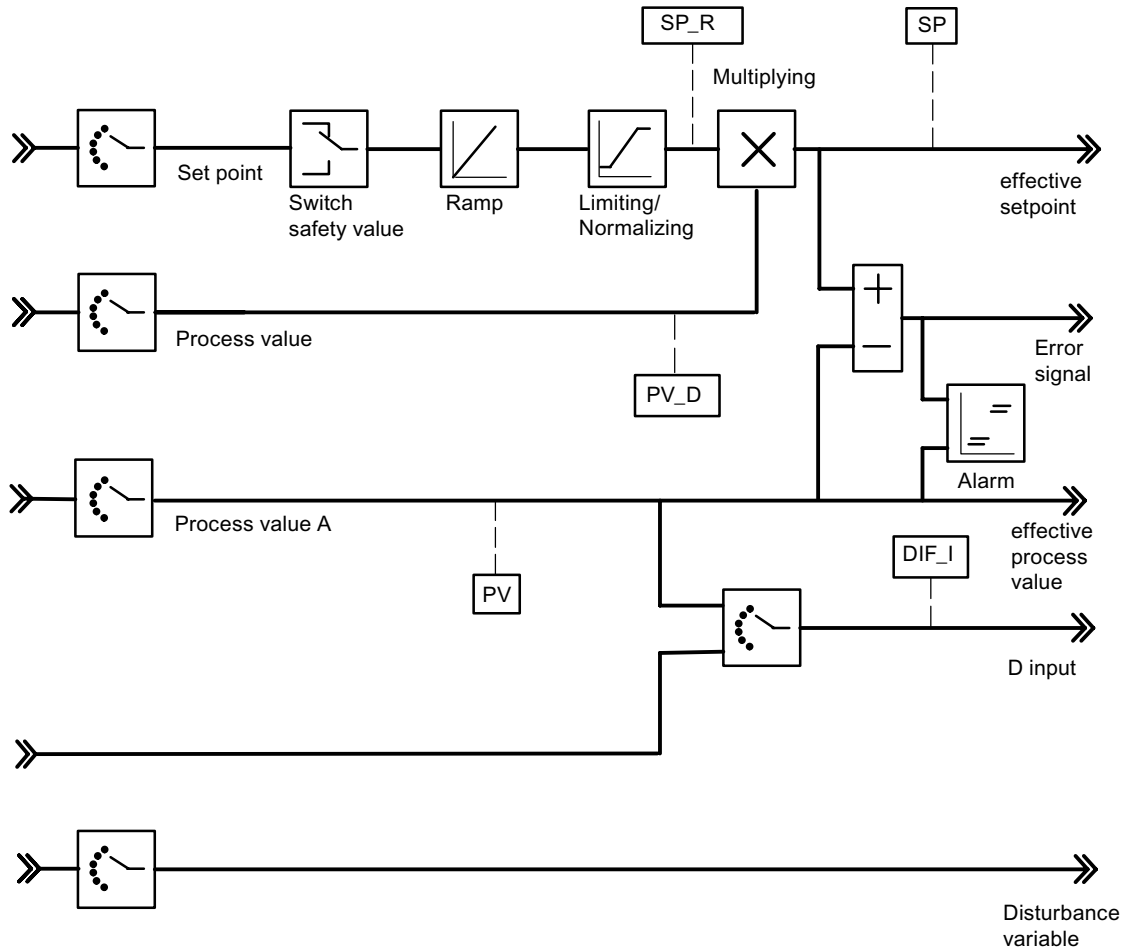 SP_R
SP
Multiplying
Set point
Switch
safety value
Ramp
Limiting/
Normalizing
effective
setpoint
Process value
PV_D
Error
signal
Alarm
Process value A
PV
effective
process
value
DIF_I
D input
Disturbance
variable